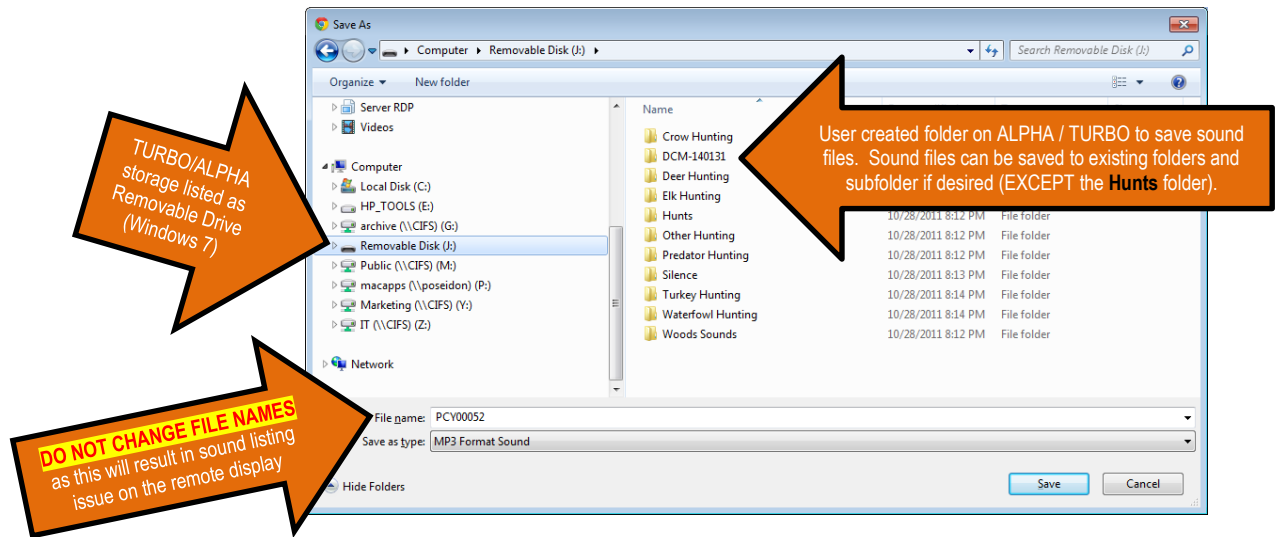 Save As
Computer ▸ Removable Disk (J:) ▸
Search Removable Disk (J:)
Organize New folder
Server RDP
Videos
Computer
Local Disk (C:)
HP_TOOLS (E:)
archive (\\CIFS) (G:)
Removable Disk (J:)
Public (\\CIFS) (M:)
macapps (\\poseidon) (P:)
Marketing (\\CIFS) (Y:)
IT (\\CIFS) (Z:)
Network
Name
Crow Hunting
DCM-140131
Deer Hunting
Elk Hunting
Hunts 10/28/2011 8:12 PM File folder
Other Hunting 10/28/2011 8:12 PM File folder
Predator Hunting 10/28/2011 8:12 PM File folder
Silence 10/28/2011 8:13 PM File folder
Turkey Hunting 10/28/2011 8:14 PM File folder
Waterfowl Hunting 10/28/2011 8:14 PM File folder
Woods Sounds 10/28/2011 8:12 PM File folder
File name: PCY00052
Save as type: MP3 Format Sound
Hide Folders
Save Cancel
TURBO/ALPHA
storage listed as
Removable Drive
(Windows 7)
User created folder on ALPHA / TURBO to save sound
files. Sound files can be saved to existing folders and
subfolder if desired (EXCEPT the Hunts folder).
DO NOT CHANGE FILE NAMES
as this will result in sound listing
issue on the remote display